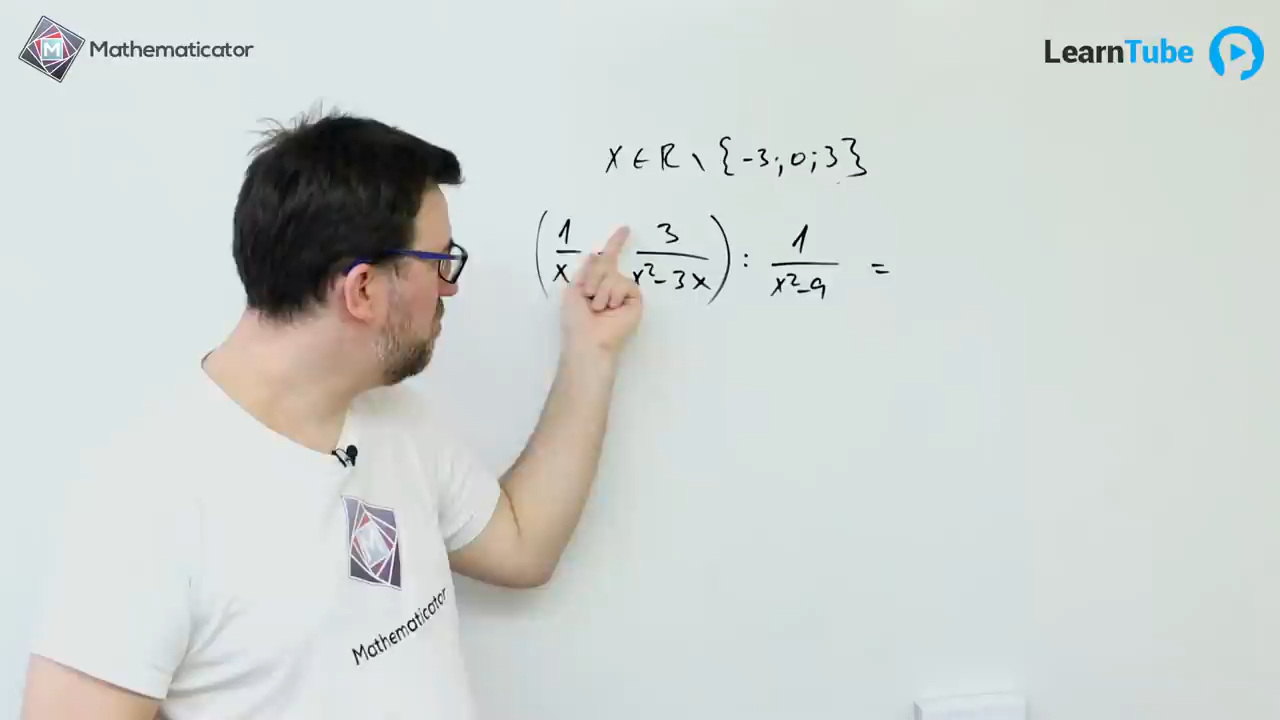 Mathematicator
LearnTube
x ∈ R \ {-3; 0; 3}
(1/x 3/(x²-3x)) : 1/(x²-9) =
M
Mathematicator